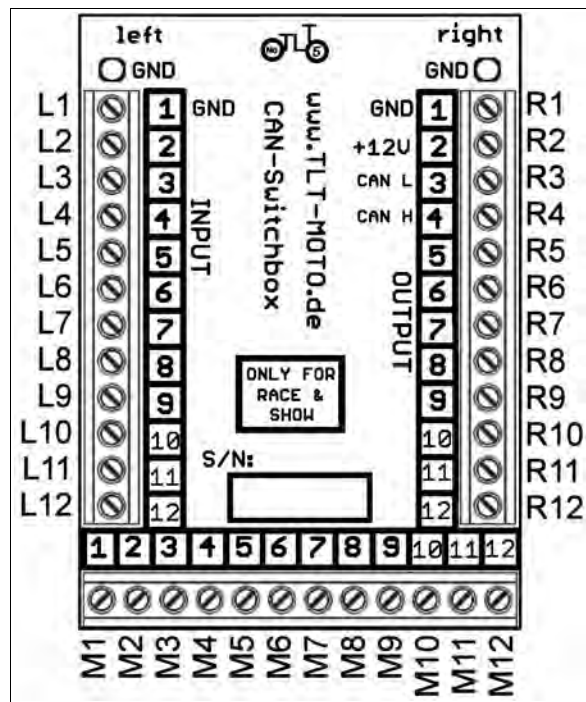 left
right
No
5
GND
GND
L1
L2
L3
L4
L5
L6
L7
L8
L9
L10
L11
L12
1
2
3
4
5
6
7
8
9
10
11
12
GND
INPUT
CAN-Switchbox
www.TLT-MOTO.de
GND
+12V
CAN L
CAN H
OUTPUT
1
2
3
4
5
6
7
8
9
10
11
12
R1
R2
R3
R4
R5
R6
R7
R8
R9
R10
R11
R12
ONLY FOR
RACE &
SHOW
S/N:
1 2 3 4 5 6 7 8 9 10 11 12
M1 M2 M3 M4 M5 M6 M7 M8 M9 M10 M11 M12